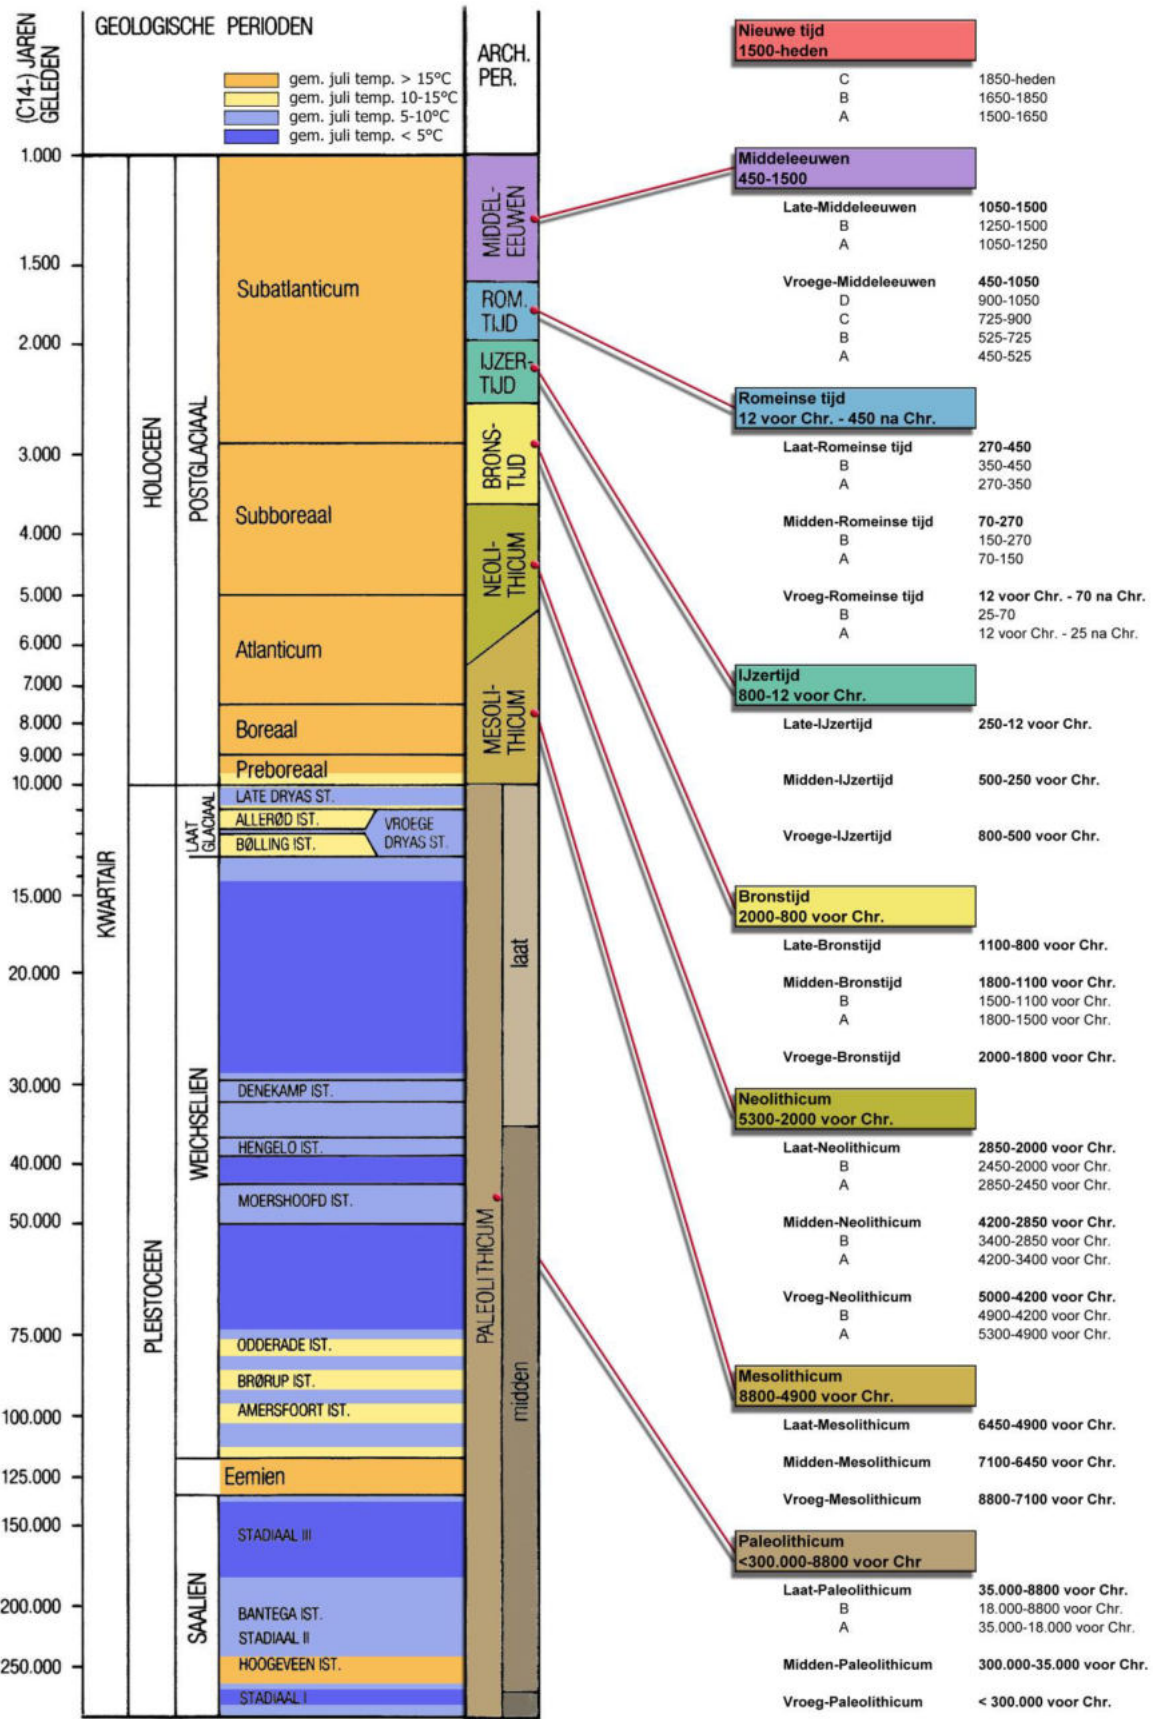 (C14-) JAREN
GELEDEN
GEOLOGISCHE PERIODEN
gem. juli temp. > 15°C
gem. juli temp. 10-15°C
gem. juli temp. 5-10°C
gem. juli temp. < 5°C
ARCH.
PER.
1.000
1.500
2.000
3.000
4.000
5.000
6.000
7.000
8.000
9.000
10.000
15.000
20.000
30.000
40.000
50.000
75.000
100.000
125.000
150.000
200.000
250.000
KWARTAIR
HOLOCEEN
PLEISTOCEEN
POSTGLACIAAL
LAAT
GLACIAAL
WEICHSELIEN
SAALIEN
Subatlanticum
Subboreaal
Atlanticum
Boreaal
Preboreaal
LATE DRYAS ST.
ALLERØD IST.
VROEGE
DRYAS ST.
BØLLING IST.
DENEKAMP IST.
HENGELO IST.
MOERSHOOFD IST.
ODDERADE IST.
BRØRUP IST.
AMERSFOORT IST.
Eemien
STADIAAL III
BANTEGA IST.
STADIAAL II
HOOGEVEEN IST.
STADIAAL I
MIDDEL-
EEUWEN
ROM.
TIJD
IJZER-
TIJD
BRONS-
TIJD
NEOLI-
THICUM
MESOLI-
THICUM
PALEOLITHICUM
laat
midden
Nieuwe tijd
1500-heden
C 1850-heden
B 1650-1850
A 1500-1650
Middeleeuwen
450-1500
Late-Middeleeuwen 1050-1500
B 1250-1500
A 1050-1250
Vroege-Middeleeuwen 450-1050
D 900-1050
C 725-900
B 525-725
A 450-525
Romeinse tijd
12 voor Chr. - 450 na Chr.
Laat-Romeinse tijd 270-450
B 350-450
A 270-350
Midden-Romeinse tijd 70-270
B 150-270
A 70-150
Vroeg-Romeinse tijd 12 voor Chr. - 70 na Chr.
B 25-70
A 12 voor Chr. - 25 na Chr.
IJzertijd
800-12 voor Chr.
Late-IJzertijd 250-12 voor Chr.
Midden-IJzertijd 500-250 voor Chr.
Vroege-IJzertijd 800-500 voor Chr.
Bronstijd
2000-800 voor Chr.
Late-Bronstijd 1100-800 voor Chr.
Midden-Bronstijd 1800-1100 voor Chr.
B 1500-1100 voor Chr.
A 1800-1500 voor Chr.
Vroege-Bronstijd 2000-1800 voor Chr.
Neolithicum
5300-2000 voor Chr.
Laat-Neolithicum 2850-2000 voor Chr.
B 2450-2000 voor Chr.
A 2850-2450 voor Chr.
Midden-Neolithicum 4200-2850 voor Chr.
B 3400-2850 voor Chr.
A 4200-3400 voor Chr.
Vroeg-Neolithicum 5000-4200 voor Chr.
B 4900-4200 voor Chr.
A 5300-4900 voor Chr.
Mesolithicum
8800-4900 voor Chr.
Laat-Mesolithicum 6450-4900 voor Chr.
Midden-Mesolithicum 7100-6450 voor Chr.
Vroeg-Mesolithicum 8800-7100 voor Chr.
Paleolithicum
<300.000-8800 voor Chr
Laat-Paleolithicum 35.000-8800 voor Chr.
B 18.000-8800 voor Chr.
A 35.000-18.000 voor Chr.
Midden-Paleolithicum 300.000-35.000 voor Chr.
Vroeg-Paleolithicum < 300.000 voor Chr.